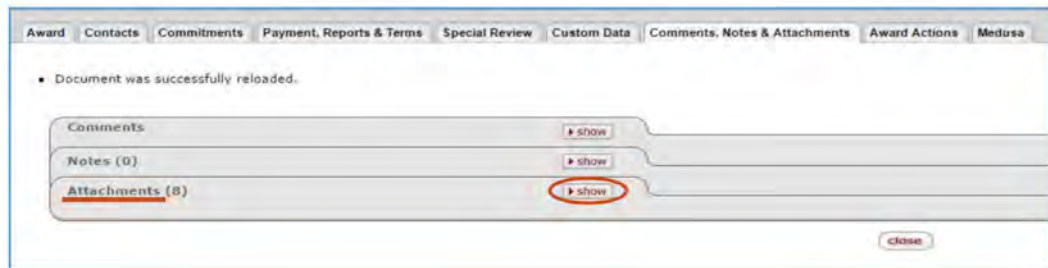 Award Contacts Commitments Payment, Reports & Terms Special Review Custom Data Comments, Notes & Attachments Award Actions Medusa
• Document was successfully reloaded.
Comments ▶ show
Notes (0) ▶ show
Attachments (8) ▶ show
close